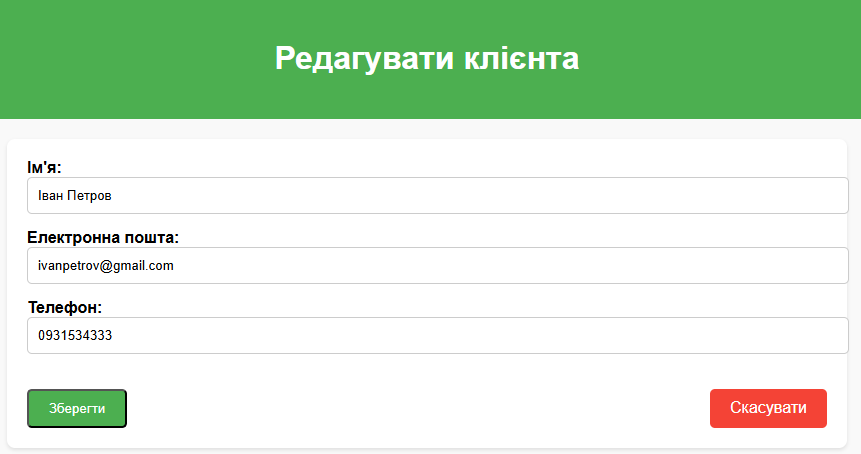 Редагувати клієнта
Ім'я:
Іван Петров
Електронна пошта:
ivanpetrov@gmail.com
Телефон:
0931534333
Зберегти
Скасувати